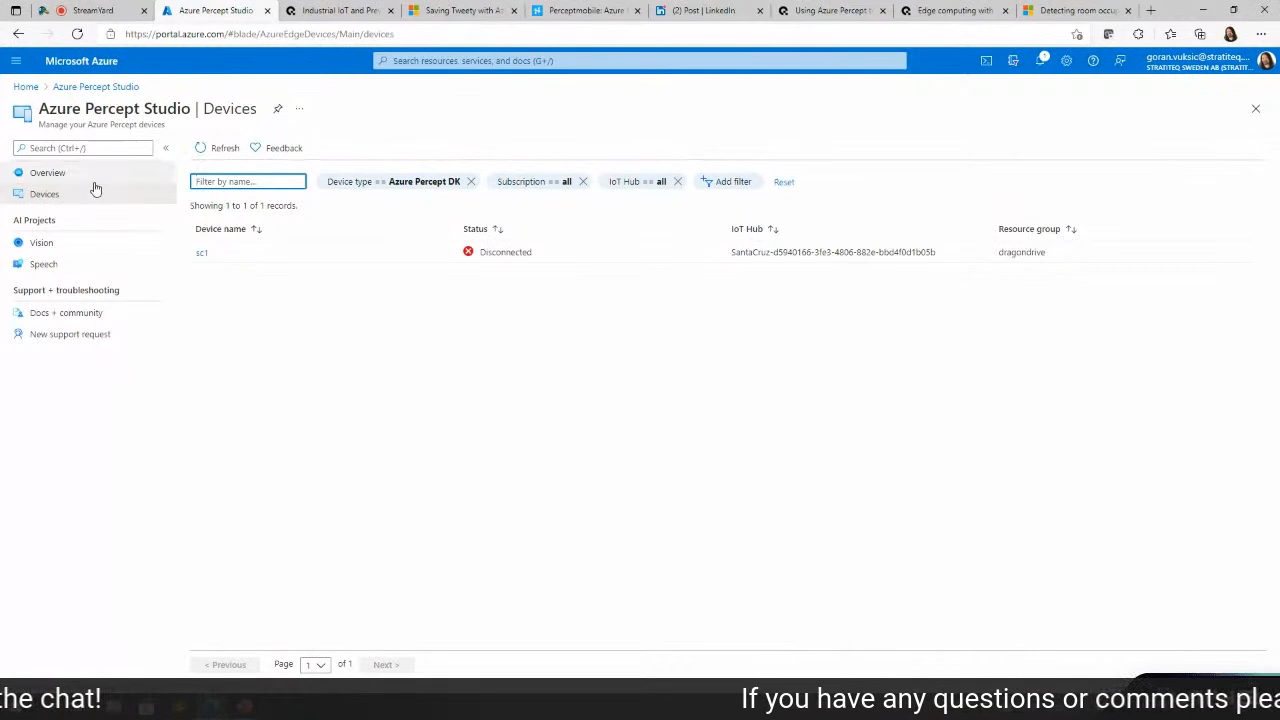 StreamYard
Azure Percept Studio
Industrial IoT and Pre
Saving Tweety with Az
Perceptmobile: Azure
(2) Post | LinkedIn
Using Azure Percept t
Edge computing with
Detecting room occu
https://portal.azure.com/#blade/AzureEdgeDevices/Main/devices
Microsoft Azure
Search resources, services, and docs (G+/)
1
goran.vuksic@stratiteq....
STRATITEQ SWEDEN AB (STRATIT...
Home > Azure Percept Studio
Azure Percept Studio | Devices
Manage your Azure Percept devices
Search (Ctrl+/)
Refresh
Feedback
Overview
Devices
AI Projects
Vision
Speech
Support + troubleshooting
Docs + community
New support request
Filter by name...
Device type == Azure Percept DK
Subscription == all
IoT Hub == all
Add filter
Reset
Showing 1 to 1 of 1 records.
Device name
Status
IoT Hub
Resource group
sc1
Disconnected
SantaCruz-d5940166-3fe3-4806-882e-bbd4f0d1b05b
dragondrive
< Previous
Page
1
of 1
Next >
the chat!
If you have any questions or comments plea